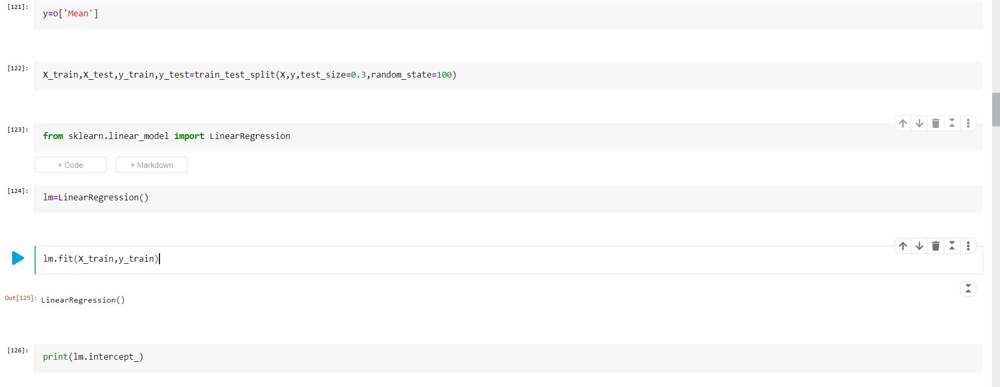 [121]:
y=o['Mean']
[122]:
X_train,X_test,y_train,y_test=train_test_split(X,y,test_size=0.3,random_state=100)
[123]:
from sklearn.linear_model import LinearRegression
+ Code
+ Markdown
[124]:
lm=LinearRegression()
lm.fit(X_train,y_train)
Out[125]:
LinearRegression()
[126]:
print(lm.intercept_)